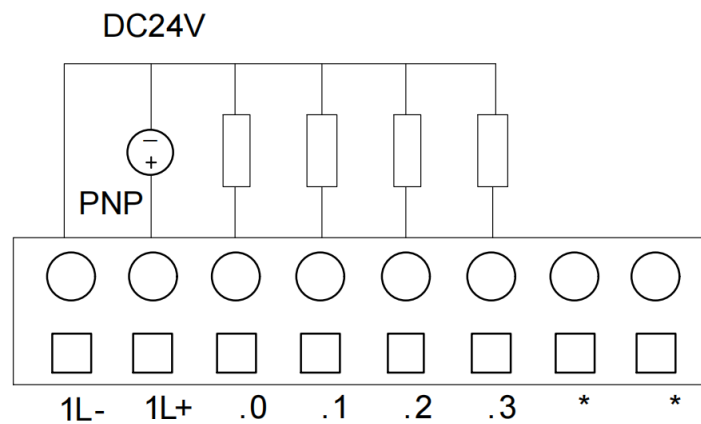 DC24V
−
+
PNP
1L- 1L+ .0 .1 .2 .3 * *